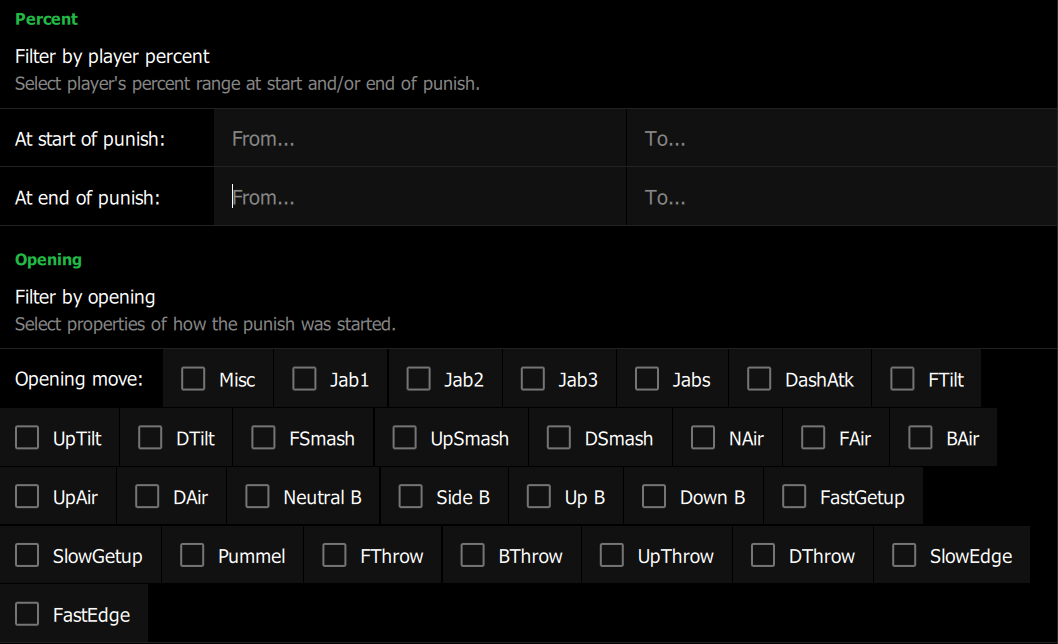 Percent
Filter by player percent
Select player's percent range at start and/or end of punish.
At start of punish: From... To...
At end of punish: From... To...
Opening
Filter by opening
Select properties of how the punish was started.
Opening move: Misc Jab1 Jab2 Jab3 Jabs DashAtk FTilt
UpTilt DTilt FSmash UpSmash DSmash NAir FAir BAir
UpAir DAir Neutral B Side B Up B Down B FastGetup
SlowGetup Pummel FThrow BThrow UpThrow DThrow SlowEdge
FastEdge